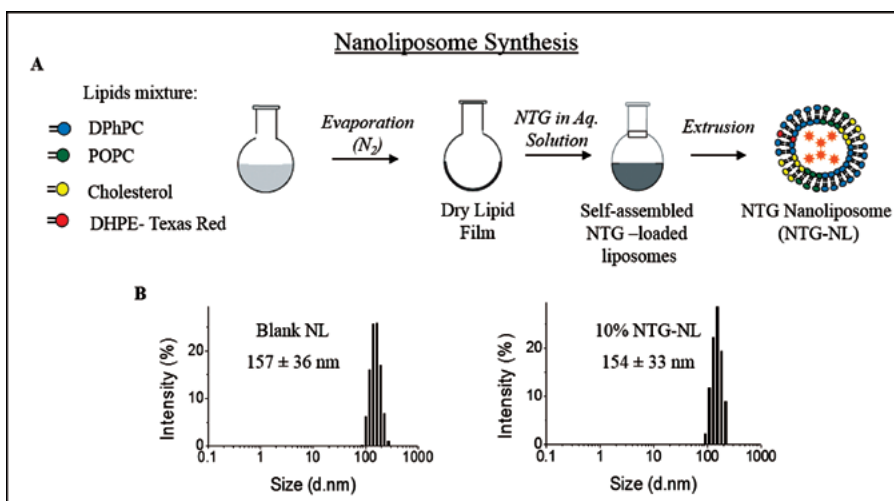 Nanoliposome Synthesis
A
Lipids mixture:
DPhPC
POPC
Cholesterol
DHPE- Texas Red
Evaporation
(N₂)
Dry Lipid
Film
NTG in Aq.
Solution
Self-assembled
NTG –loaded
liposomes
Extrusion
NTG Nanoliposome
(NTG-NL)
B
Blank NL
157 ± 36 nm
Intensity (%)
20
10
0
0.1 1 10 100 1000
Size (d.nm)
10% NTG-NL
154 ± 33 nm
Intensity (%)
20
10
0
0.1 1 10 100 1000
Size (d.nm)